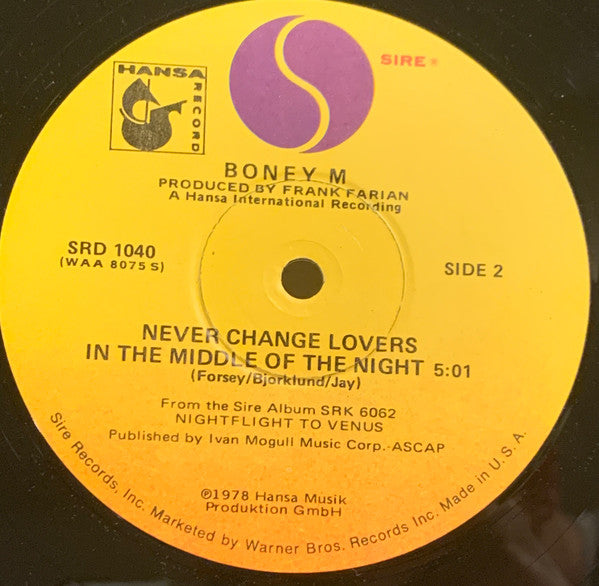 HANSA
RECORD
SIRE ®
BONEY M
PRODUCED BY FRANK FARIAN
A Hansa International Recording
SRD 1040
(WAA 8075 S)
SIDE 2
NEVER CHANGE LOVERS
IN THE MIDDLE OF THE NIGHT 5:01
(Forsey/Bjorklund/Jay)
From the Sire Album SRK 6062
NIGHTFLIGHT TO VENUS
Published by Ivan Mogull Music Corp.-ASCAP
℗1978 Hansa Musik
Produktion GmbH
Sire Records, Inc. Marketed by Warner Bros. Records Inc. Made in U.S.A.